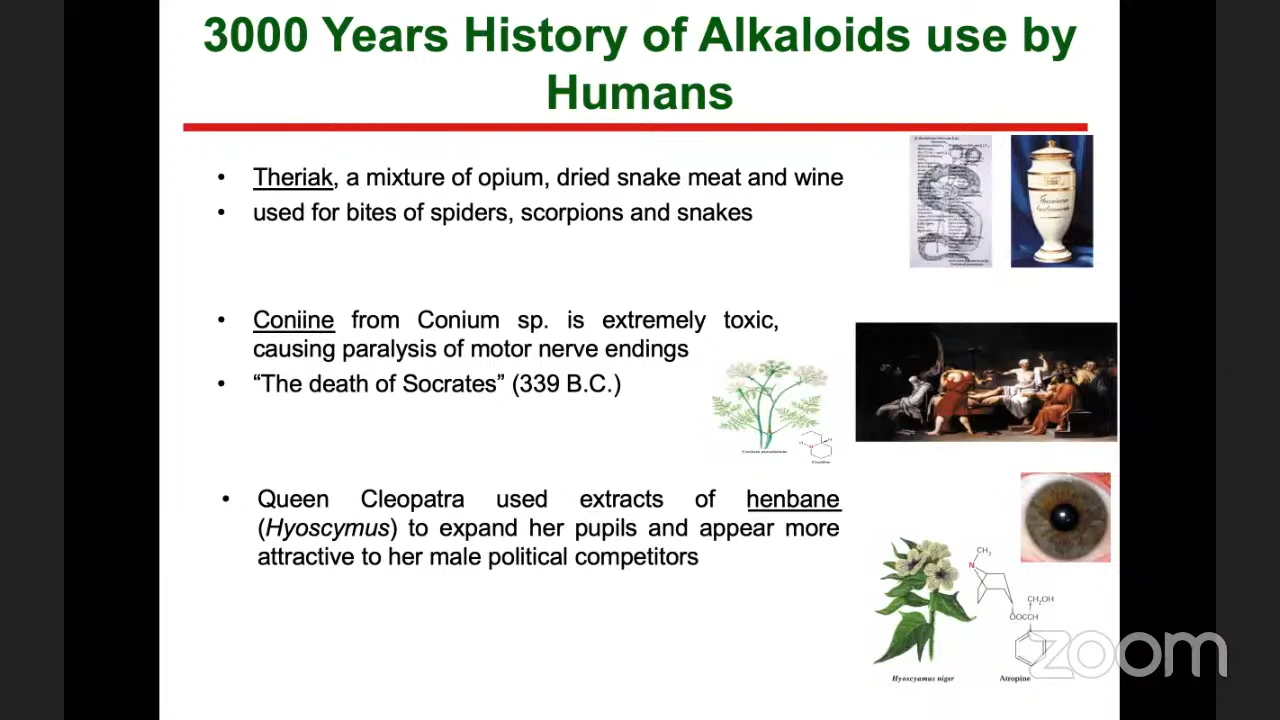 3000 Years History of Alkaloids use by
Humans
• Theriak, a mixture of opium, dried snake meat and wine
• used for bites of spiders, scorpions and snakes
• Coniine from Conium sp. is extremely toxic,
causing paralysis of motor nerve endings
• “The death of Socrates” (339 B.C.)
• Queen Cleopatra used extracts of henbane
(Hyoscymus) to expand her pupils and appear more
attractive to her male political competitors
CH3
N
CH2OH
OOCCH
Hyoscyamus niger
Atropine
zoom